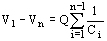 V₁ - Vₙ = Q ∑_{i=1}^{n-1} 1/Cᵢ